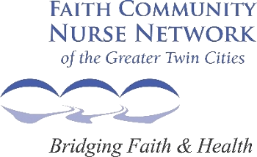 FAITH COMMUNITY
NURSE NETWORK
of the Greater Twin Cities
Bridging Faith & Health